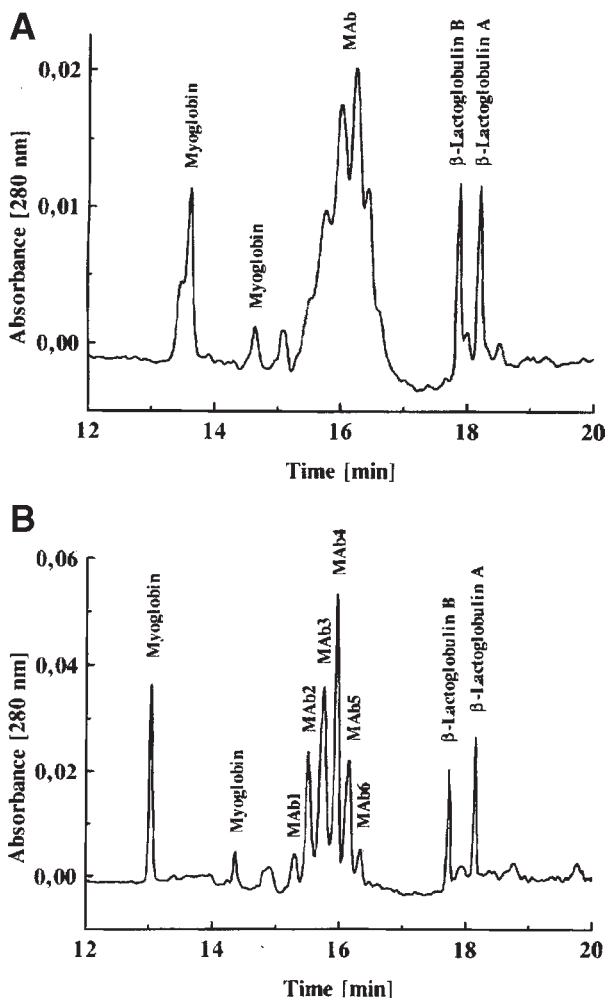 A
Absorbance [280 nm]
0,02
0,01
0,00
Myoglobin
Myoglobin
MAb
β-Lactoglobulin B
β-Lactoglobulin A
12 14 16 18 20
Time [min]
B
Absorbance [280 nm]
0,06
0,04
0,02
0,00
Myoglobin
Myoglobin
MAb1
MAb2
MAb3
MAb4
MAb5
MAb6
β-Lactoglobulin B
β-Lactoglobulin A
12 14 16 18 20
Time [min]